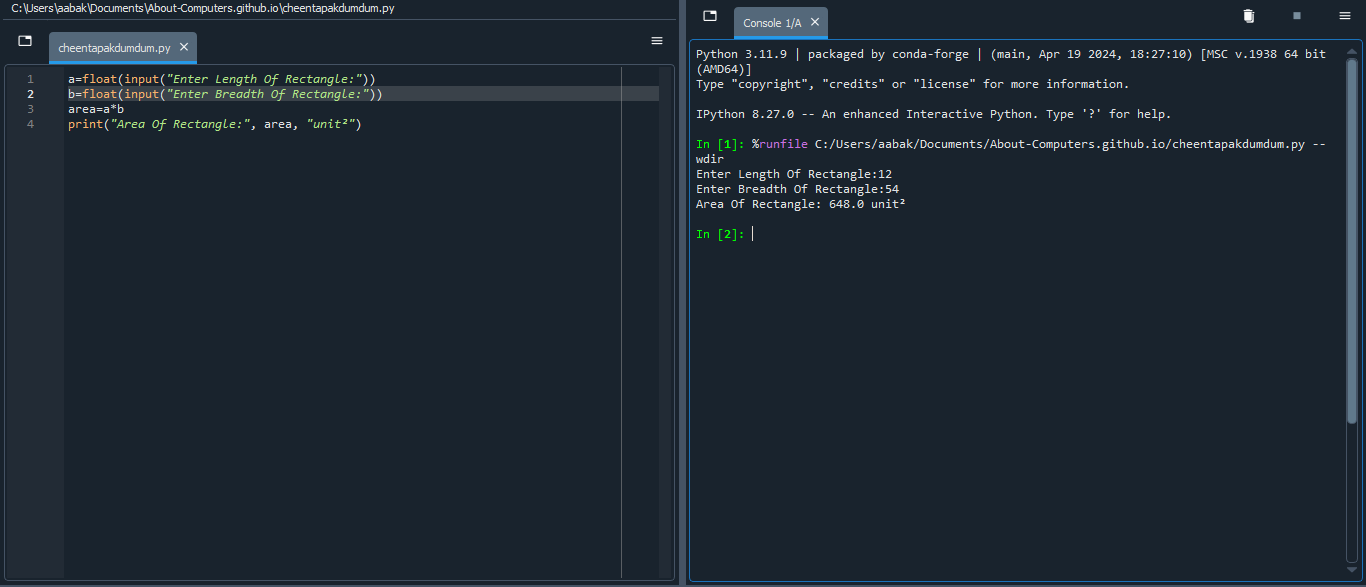 C:\Users\aabak\Documents\About-Computers.github.io\cheentapakdumdum.py
cheentapakdumdum.py
1 a=float(input("Enter Length Of Rectangle:"))
2 b=float(input("Enter Breadth Of Rectangle:"))
3 area=a*b
4 print("Area Of Rectangle:", area, "unit²")
Console 1/A
Python 3.11.9 | packaged by conda-forge | (main, Apr 19 2024, 18:27:10) [MSC v.1938 64 bit
(AMD64)]
Type "copyright", "credits" or "license" for more information.
IPython 8.27.0 -- An enhanced Interactive Python. Type '?' for help.
In [1]: %runfile C:/Users/aabak/Documents/About-Computers.github.io/cheentapakdumdum.py --
wdir
Enter Length Of Rectangle:12
Enter Breadth Of Rectangle:54
Area Of Rectangle: 648.0 unit²
In [2]: